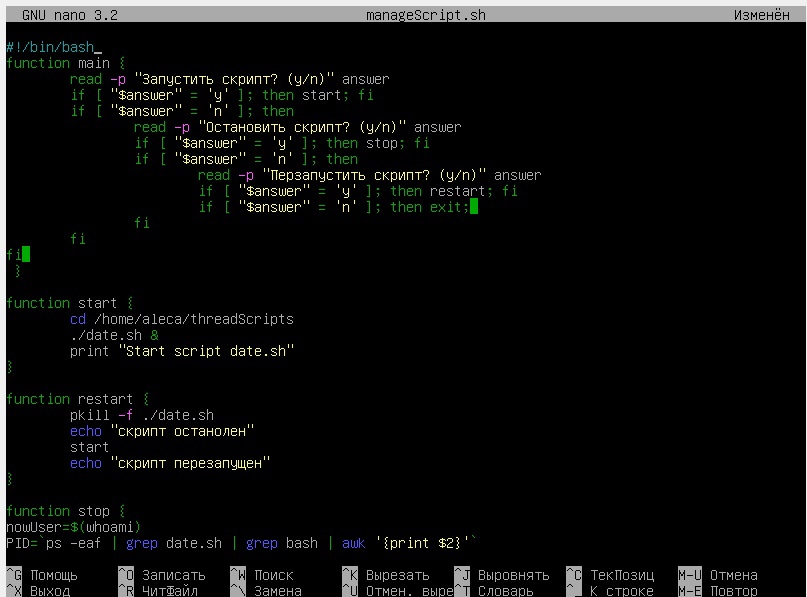 GNU nano 3.2 manageScript.sh Изменён
#!/bin/bash
function main {
read -p "Запустить скрипт? (y/n)" answer
if [ "$answer" = 'y' ]; then start; fi
if [ "$answer" = 'n' ]; then
read -p "Остановить скрипт? (y/n)" answer
if [ "$answer" = 'y' ]; then stop; fi
if [ "$answer" = 'n' ]; then
read -p "Перзапустить скрипт? (y/n)" answer
if [ "$answer" = 'y' ]; then restart; fi
if [ "$answer" = 'n' ]; then exit;
fi
fi
fi
}
function start {
cd /home/aleca/threadScripts
./date.sh &
print "Start script date.sh"
}
function restart {
pkill -f ./date.sh
echo "скрипт останолен"
start
echo "скрипт перезапущен"
}
function stop {
nowUser=$(whoami)
PID=`ps -eaf | grep date.sh | grep bash | awk '{print $2}'`
^G Помощь ^O Записать ^W Поиск ^K Вырезать ^J Выровнять ^C ТекПозиц M-U Отмена
^X Выход ^R ЧитФайл ^\ Замена ^U Отмен. выре ^T Словарь ^_ К строке M-E Повтор